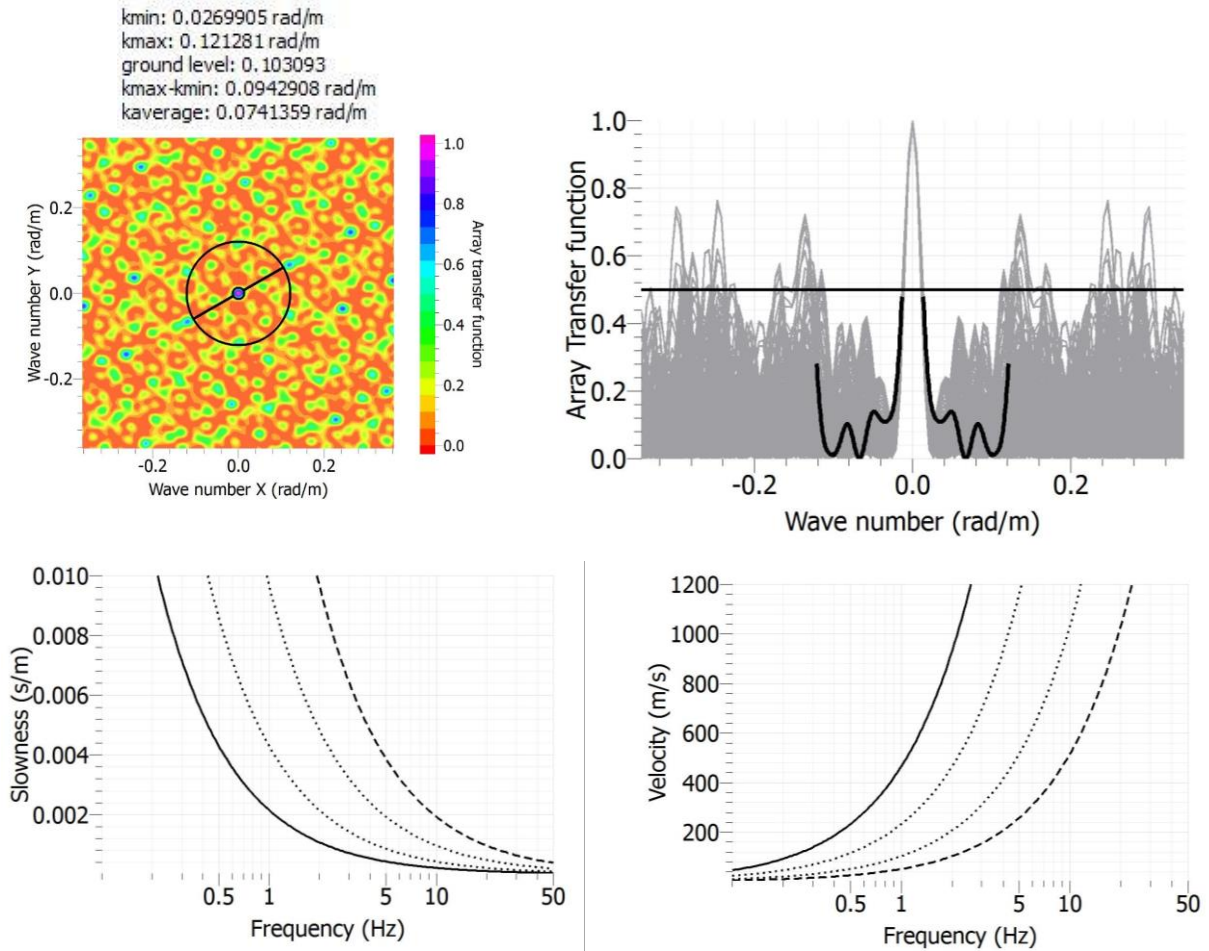 kmin: 0.0269905 rad/m
kmax: 0.121281 rad/m
ground level: 0.103093
kmax-kmin: 0.0942908 rad/m
kaverage: 0.0741359 rad/m
Wave number Y (rad/m)
0.2
0.0
-0.2
-0.2 0.0 0.2
Wave number X (rad/m)
1.0
0.8
0.6
0.4
0.2
0.0
Array transfer function
Array Transfer function
1.0
0.8
0.6
0.4
0.2
0.0
-0.2 0.0 0.2
Wave number (rad/m)
Slowness (s/m)
0.010
0.008
0.006
0.004
0.002
0.5 1 5 10 50
Frequency (Hz)
Velocity (m/s)
1200
1000
800
600
400
200
0.5 1 5 10 50
Frequency (Hz)